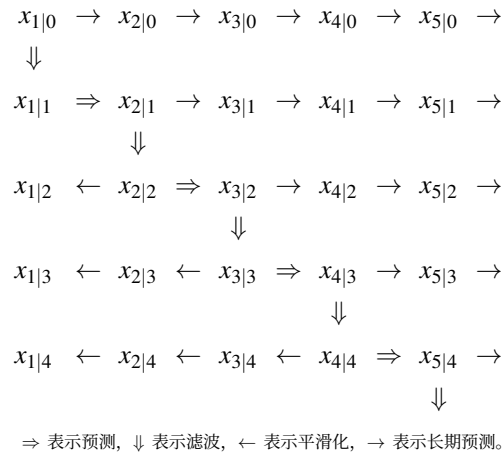 x₁|₀ → x₂|₀ → x₃|₀ → x₄|₀ → x₅|₀ →
⇓
x₁|₁ ⇒ x₂|₁ → x₃|₁ → x₄|₁ → x₅|₁ →
⇓
x₁|₂ ← x₂|₂ ⇒ x₃|₂ → x₄|₂ → x₅|₂ →
⇓
x₁|₃ ← x₂|₃ ← x₃|₃ ⇒ x₄|₃ → x₅|₃ →
⇓
x₁|₄ ← x₂|₄ ← x₃|₄ ← x₄|₄ ⇒ x₅|₄ →
⇓
⇒ 表示预测，⇓ 表示滤波，← 表示平滑化，→ 表示长期预测。